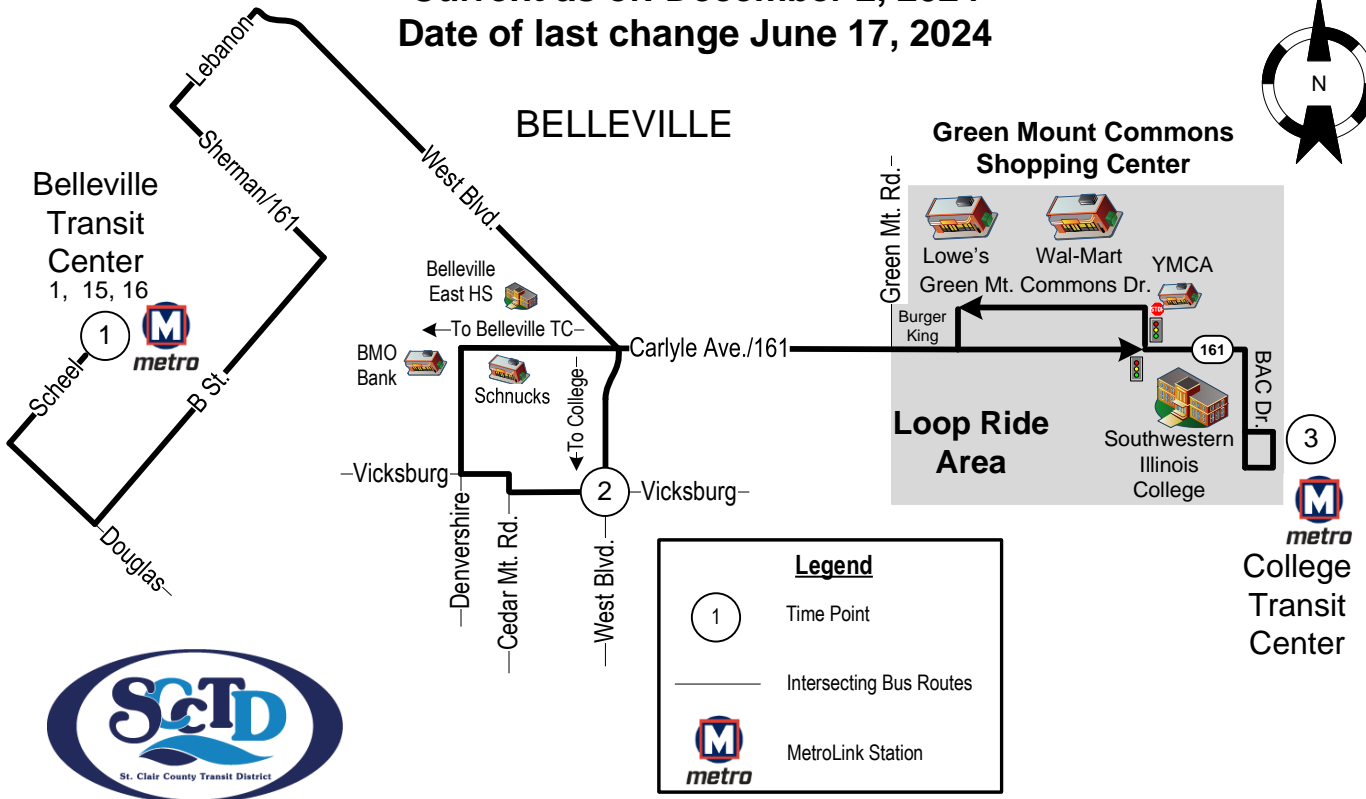 Date of last change June 17, 2024
N
BELLEVILLE
Lebanon
Sherman/161
West Blvd.
Belleville
Transit
Center
1, 15, 16
1
metro
Scheel
B St.
Douglas
Belleville
East HS
To Belleville TC
BMO
Bank
Schnucks
To College
Carlyle Ave./161
Vicksburg
2
Vicksburg
Denvershire
Cedar Mt. Rd.
West Blvd.
Green Mount Commons
Shopping Center
Green Mt. Rd.
Lowe's
Wal-Mart
YMCA
Green Mt. Commons Dr.
STOP
Burger
King
161
BAC Dr.
Loop Ride
Area
Southwestern
Illinois
College
3
metro
College
Transit
Center
Legend
1
Time Point
Intersecting Bus Routes
metro
MetroLink Station
SCCTD
St. Clair County Transit District